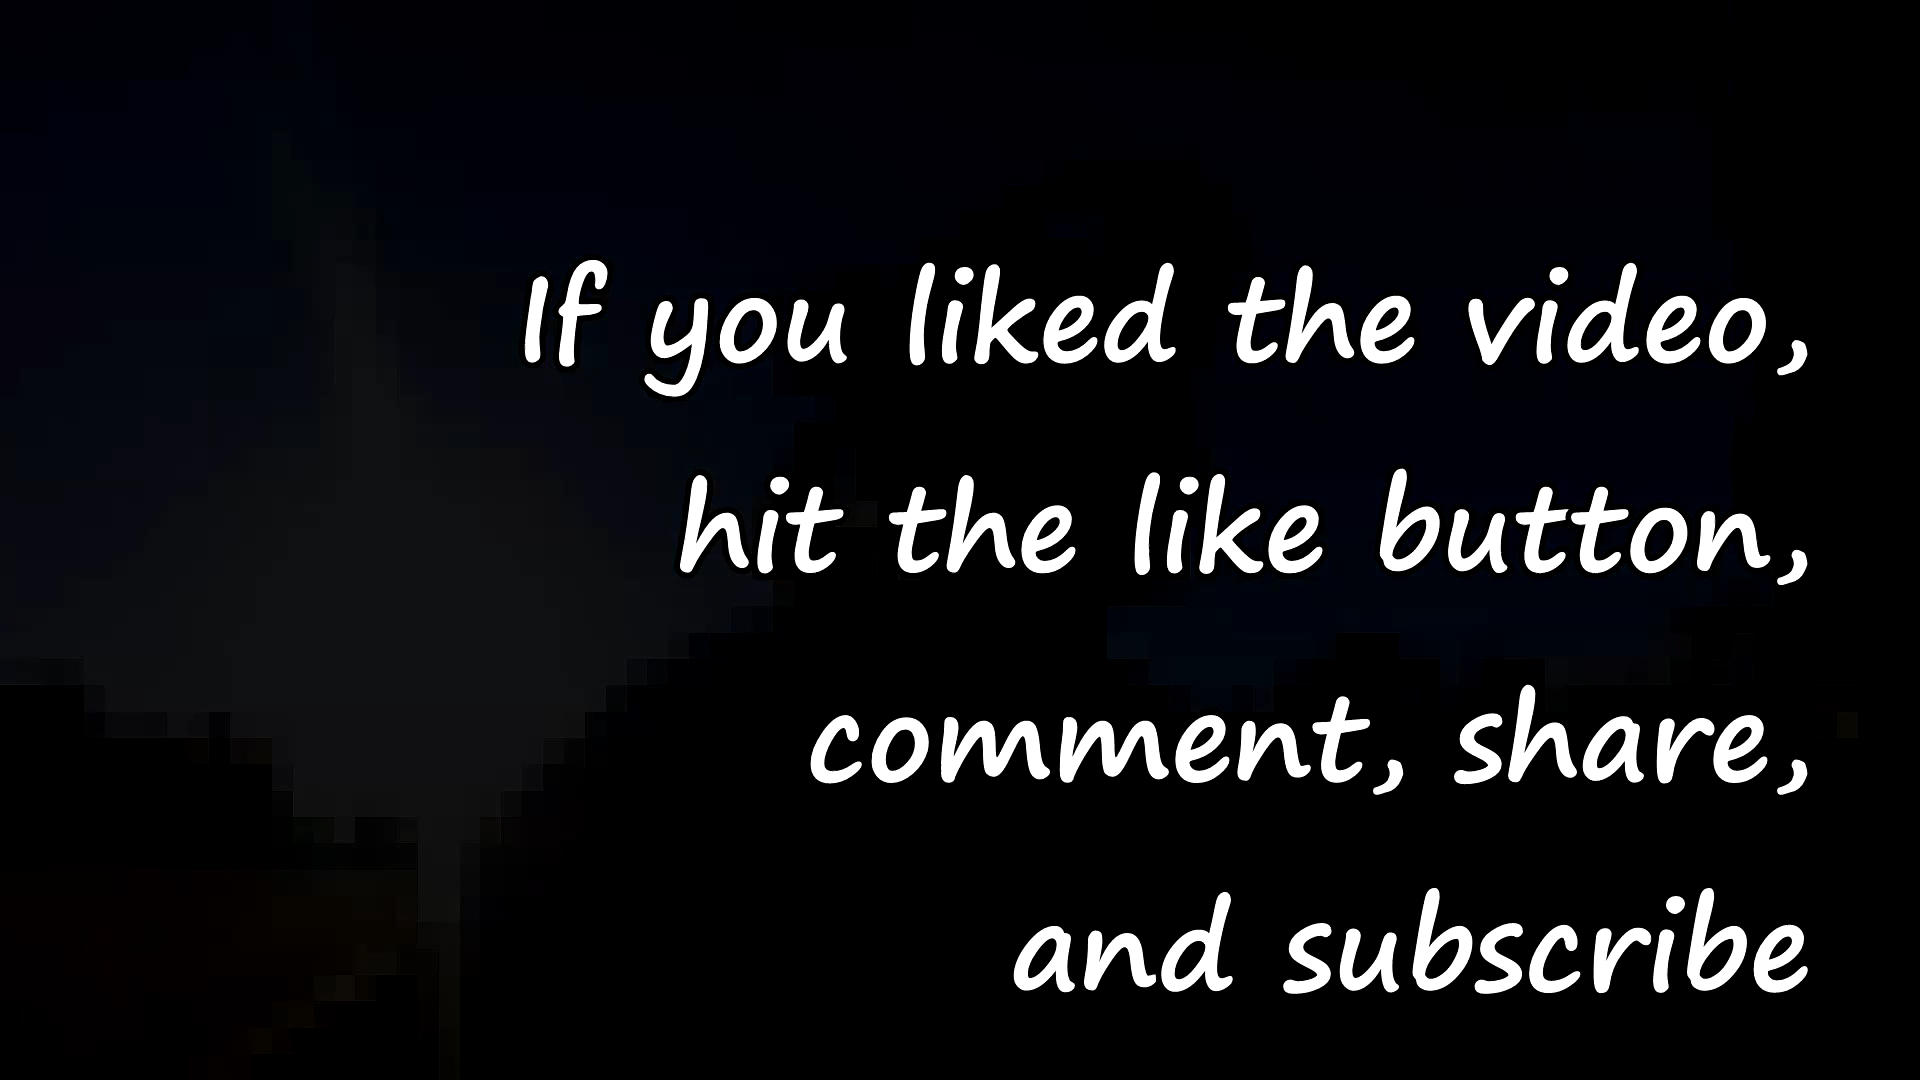 If you liked the video,
hit the like button,
comment, share,
and subscribe